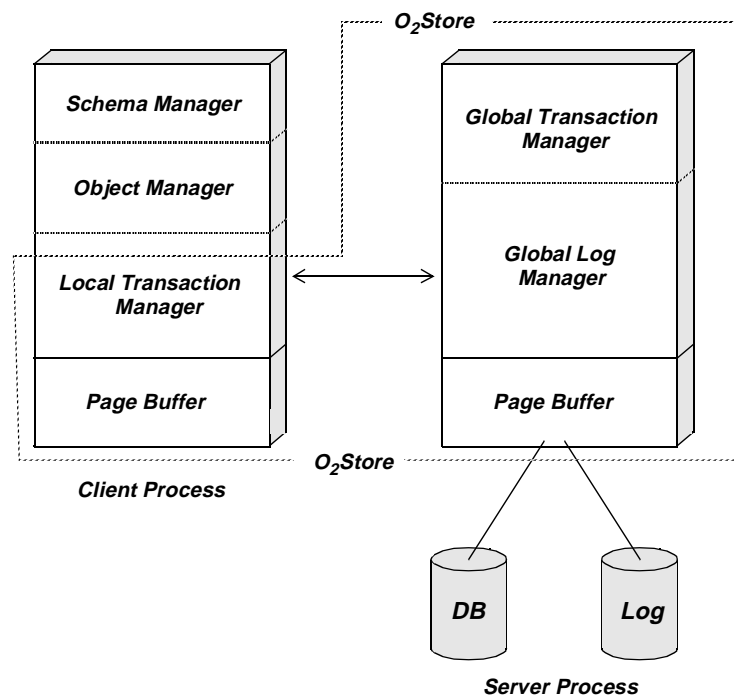 O₂Store
Schema Manager
Object Manager
Local Transaction
Manager
Page Buffer
Global Transaction
Manager
Global Log
Manager
Page Buffer
O₂Store
Client Process
DB
Log
Server Process